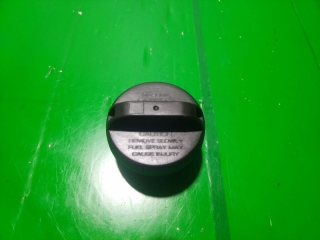 CAUTION
REMOVE SLOWLY
FUEL SPRAY MAY
CAUSE INJURY